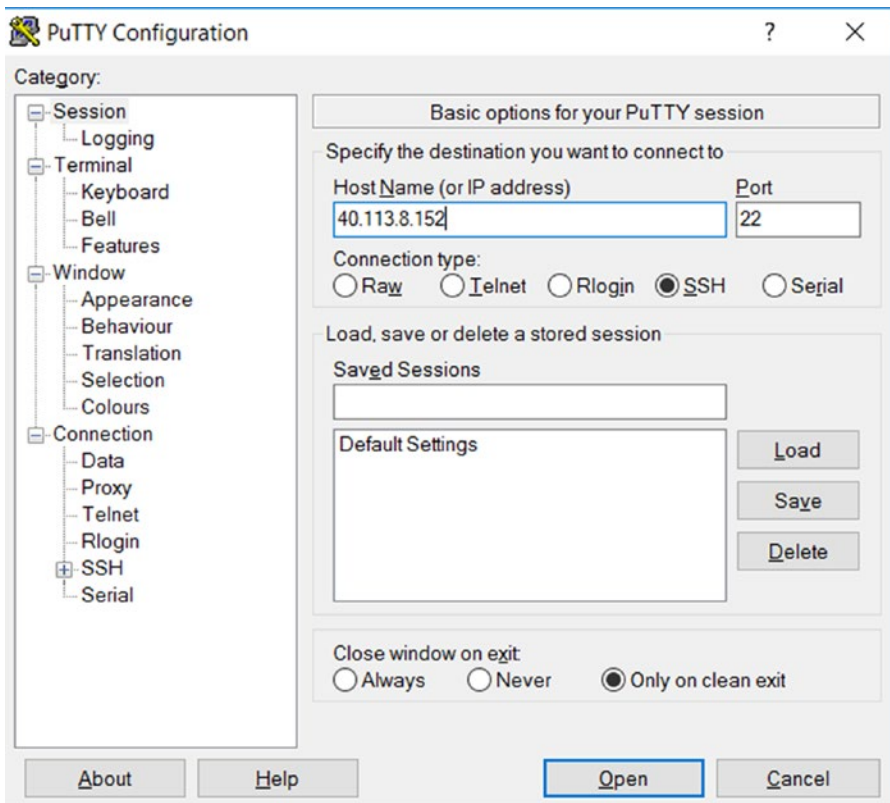 PuTTY Configuration
?
Category:
Session
Logging
Terminal
Keyboard
Bell
Features
Window
Appearance
Behaviour
Translation
Selection
Colours
Connection
Data
Proxy
Telnet
Rlogin
SSH
Serial
Basic options for your PuTTY session
Specify the destination you want to connect to
Host Name (or IP address) Port
40.113.8.152 22
Connection type:
Raw Telnet Rlogin SSH Serial
Load, save or delete a stored session
Saved Sessions
Default Settings
Load
Save
Delete
Close window on exit:
Always Never Only on clean exit
About Help Open Cancel